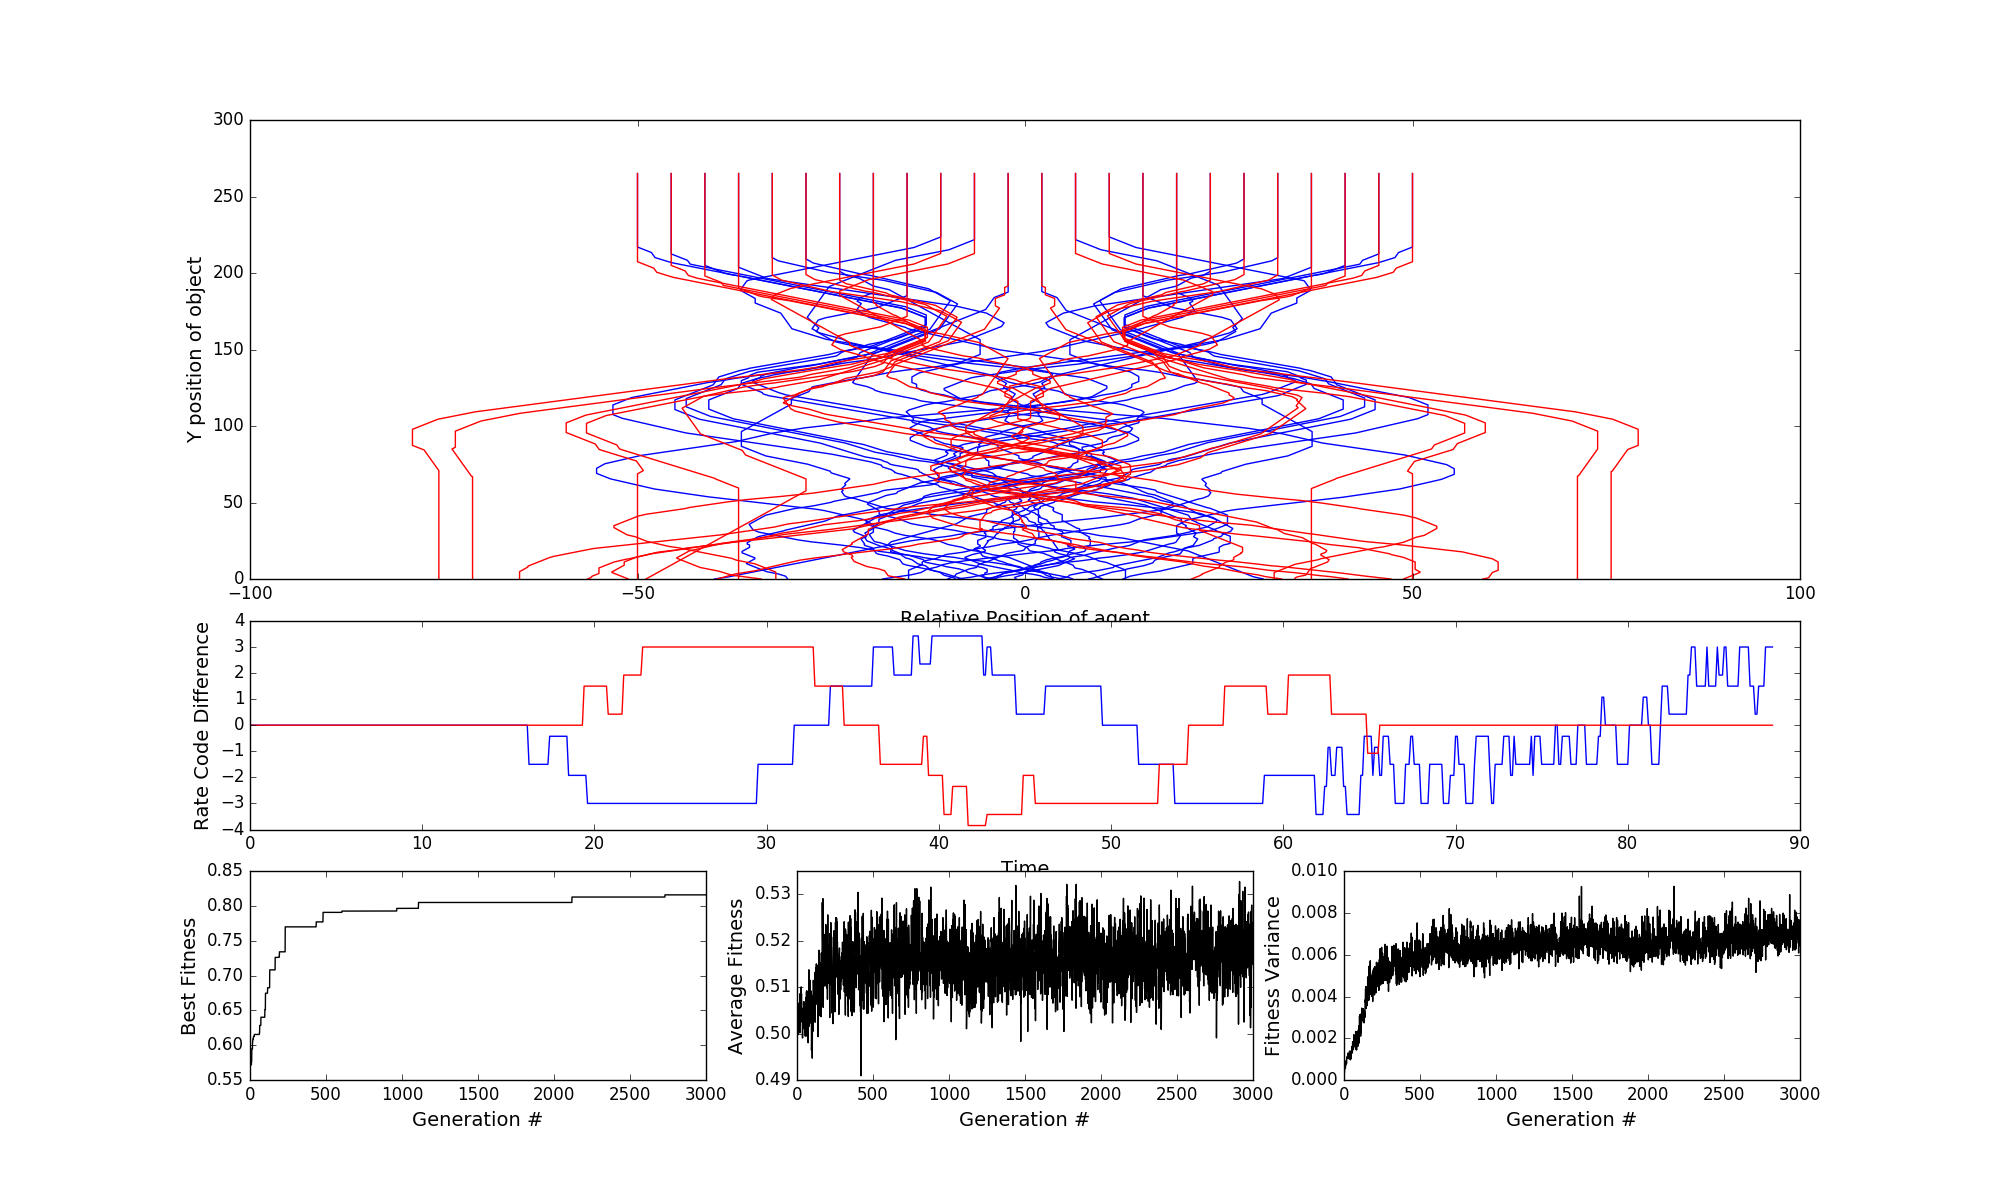 300
250
200
150
100
50
0
Y position of object
−100 −50 0 50 100
Relative Position of agent
4
3
2
1
0
−1
−2
−3
−4
Rate Code Difference
0 10 20 30 40 50 60 70 80 90
Time
0.85
0.80
0.75
0.70
0.65
0.60
0.55
Best Fitness
0 500 1000 1500 2000 2500 3000
Generation #
0.53
0.52
0.51
0.50
0.49
Average Fitness
0 500 1000 1500 2000 2500 3000
Generation #
0.010
0.008
0.006
0.004
0.002
0.000
Fitness Variance
0 500 1000 1500 2000 2500 3000
Generation #